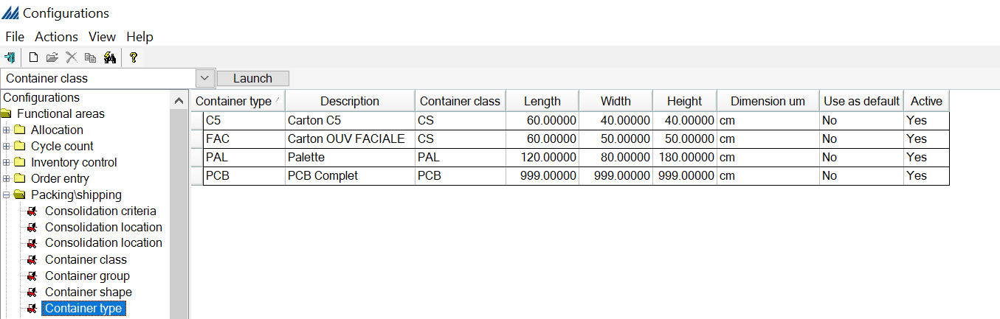 Configurations
File Actions View Help
Container class Launch
Configurations
Functional areas
Allocation
Cycle count
Inventory control
Order entry
Packing\shipping
Consolidation criteria
Consolidation location
Consolidation location
Container class
Container group
Container shape
Container type
Container type Description Container class Length Width Height Dimension um Use as default Active
C5 Carton C5 CS 60.00000 40.00000 40.00000 cm No Yes
FAC Carton OUV FACIALE CS 60.00000 50.00000 50.00000 cm No Yes
PAL Palette PAL 120.00000 80.00000 180.00000 cm No Yes
PCB PCB Complet PCB 999.00000 999.00000 999.00000 cm No Yes